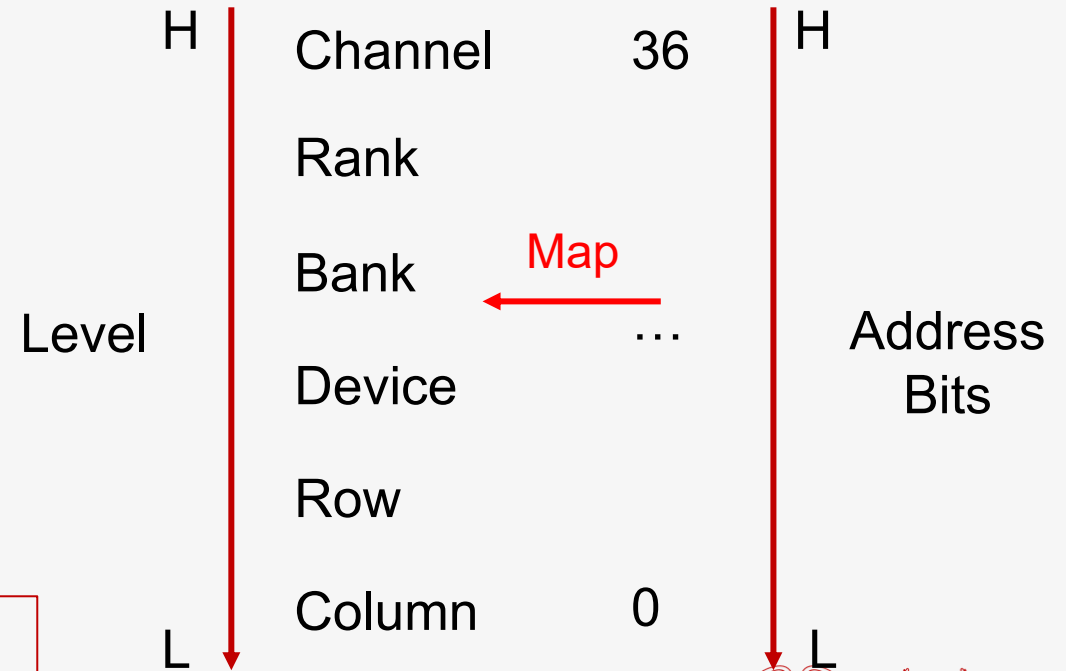 H
Channel 36
H
Rank
Map
Bank
Level
…
Address
Bits
Device
Row
Column 0
L
L